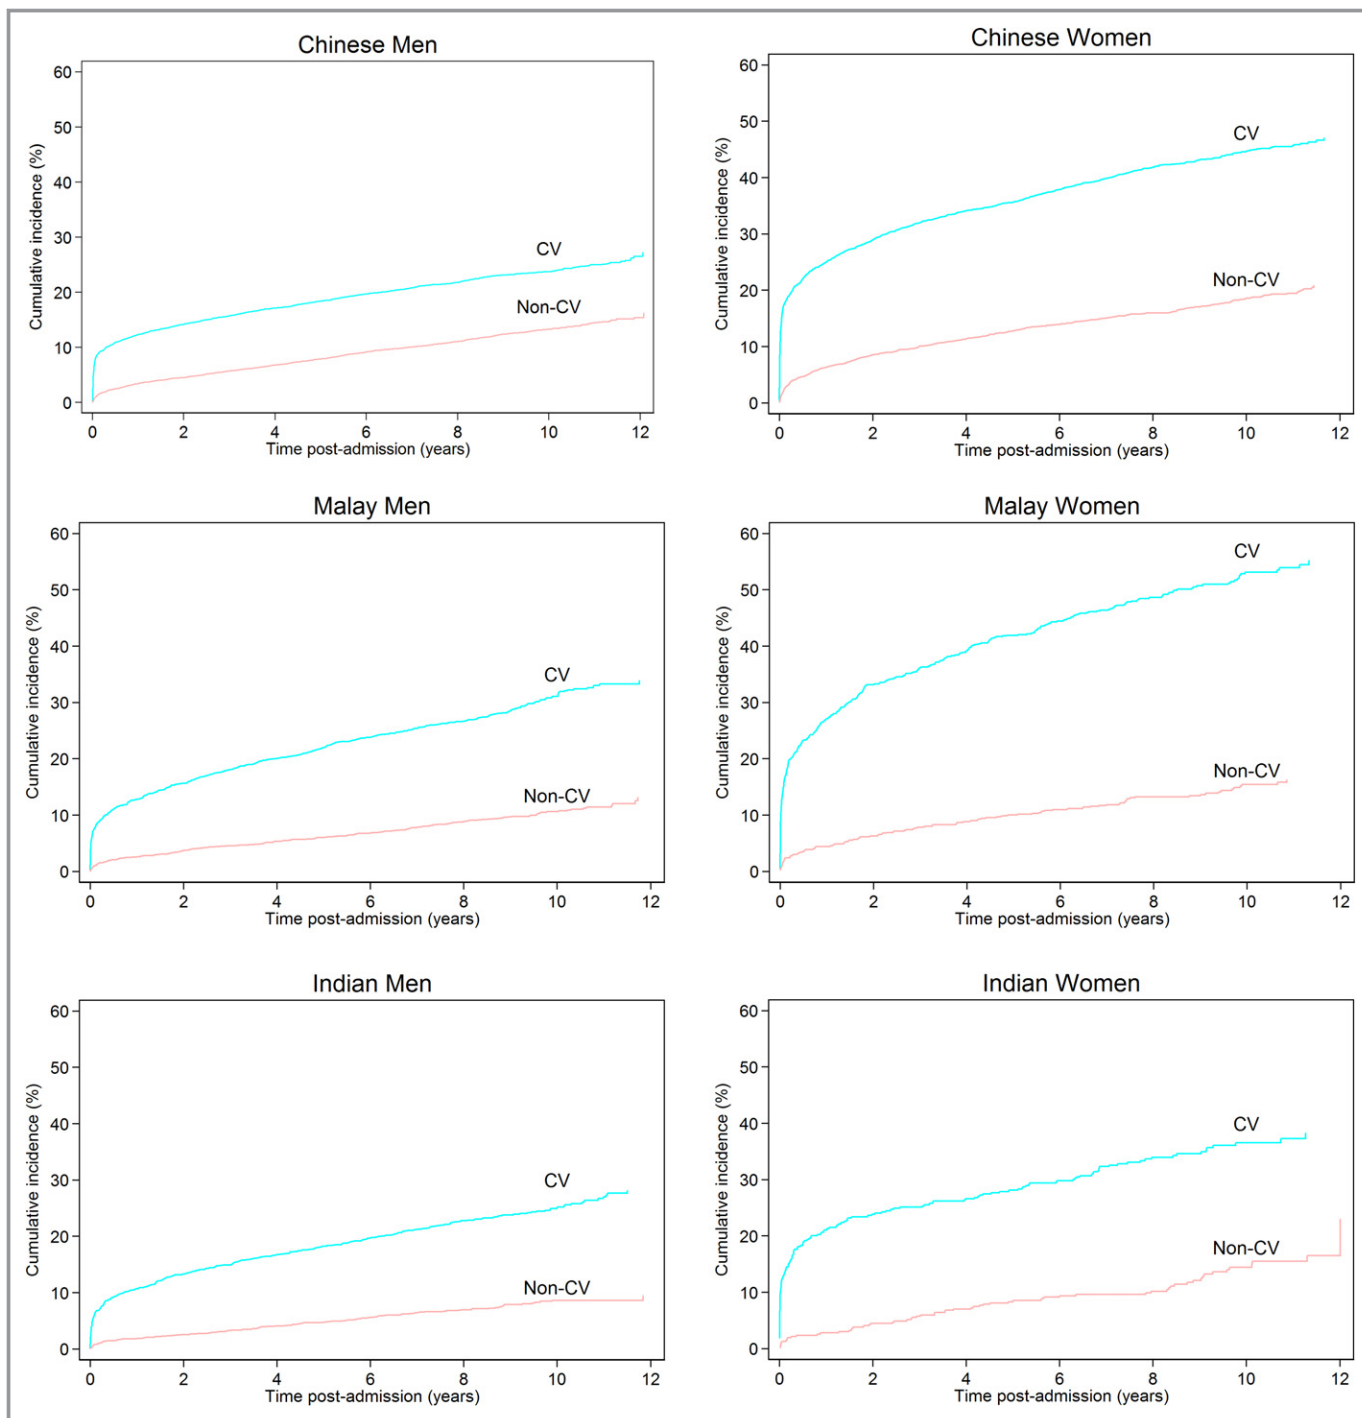 Chinese Men
60
50
40
30
20
10
0
Cumulative incidence (%)
CV
Non-CV
0 2 4 6 8 10 12
Time post-admission (years)
Chinese Women
60
50
40
30
20
10
0
Cumulative incidence (%)
CV
Non-CV
0 2 4 6 8 10 12
Time post-admission (years)
Malay Men
60
50
40
30
20
10
0
Cumulative incidence (%)
CV
Non-CV
0 2 4 6 8 10 12
Time post-admission (years)
Malay Women
60
50
40
30
20
10
0
Cumulative incidence (%)
CV
Non-CV
0 2 4 6 8 10 12
Time post-admission (years)
Indian Men
60
50
40
30
20
10
0
Cumulative incidence (%)
CV
Non-CV
0 2 4 6 8 10 12
Time post-admission (years)
Indian Women
60
50
40
30
20
10
0
Cumulative incidence (%)
CV
Non-CV
0 2 4 6 8 10 12
Time post-admission (years)